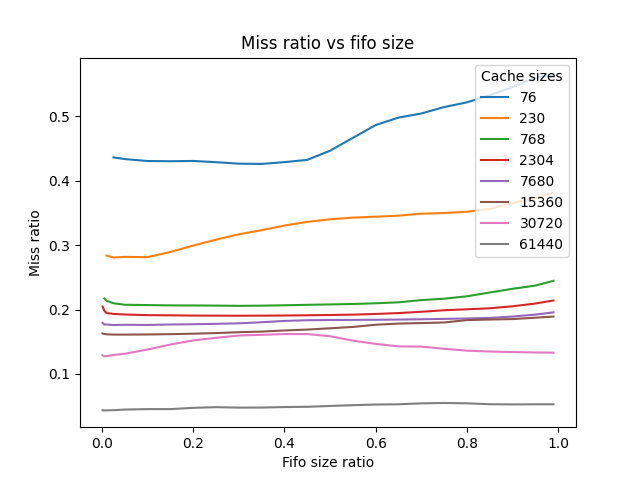 Miss ratio vs fifo size
Cache sizes
76
230
768
2304
7680
15360
30720
61440
Miss ratio
0.5
0.4
0.3
0.2
0.1
0.0 0.2 0.4 0.6 0.8 1.0
Fifo size ratio